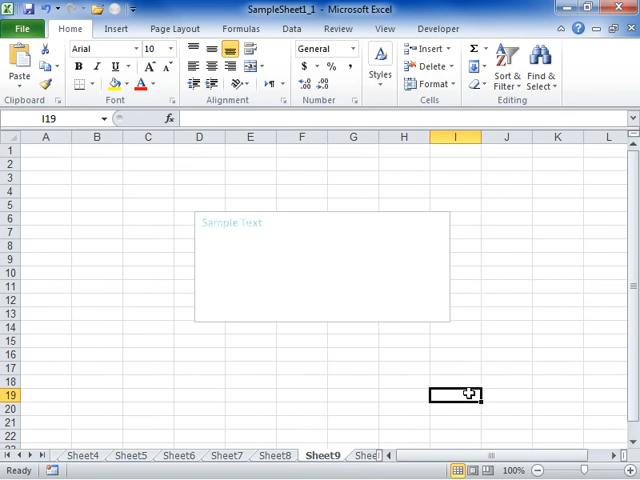 SampleSheet1_1 - Microsoft Excel
File Home Insert Page Layout Formulas Data Review View Developer
Paste Arial 10 General Styles Insert Delete Format Sort & Filter Find & Select
B I U A A A $ % ,
Clipboard Font Alignment Number Cells Editing
I19 fx
A B C D E F G H I J K L
1
2
3
4
5
6
Sample Text
7
8
9
10
11
12
13
14
15
16
17
18
19
20
21
22
23
Sheet4 Sheet5 Sheet6 Sheet7 Sheet8 Sheet9 Shee
Ready 100%